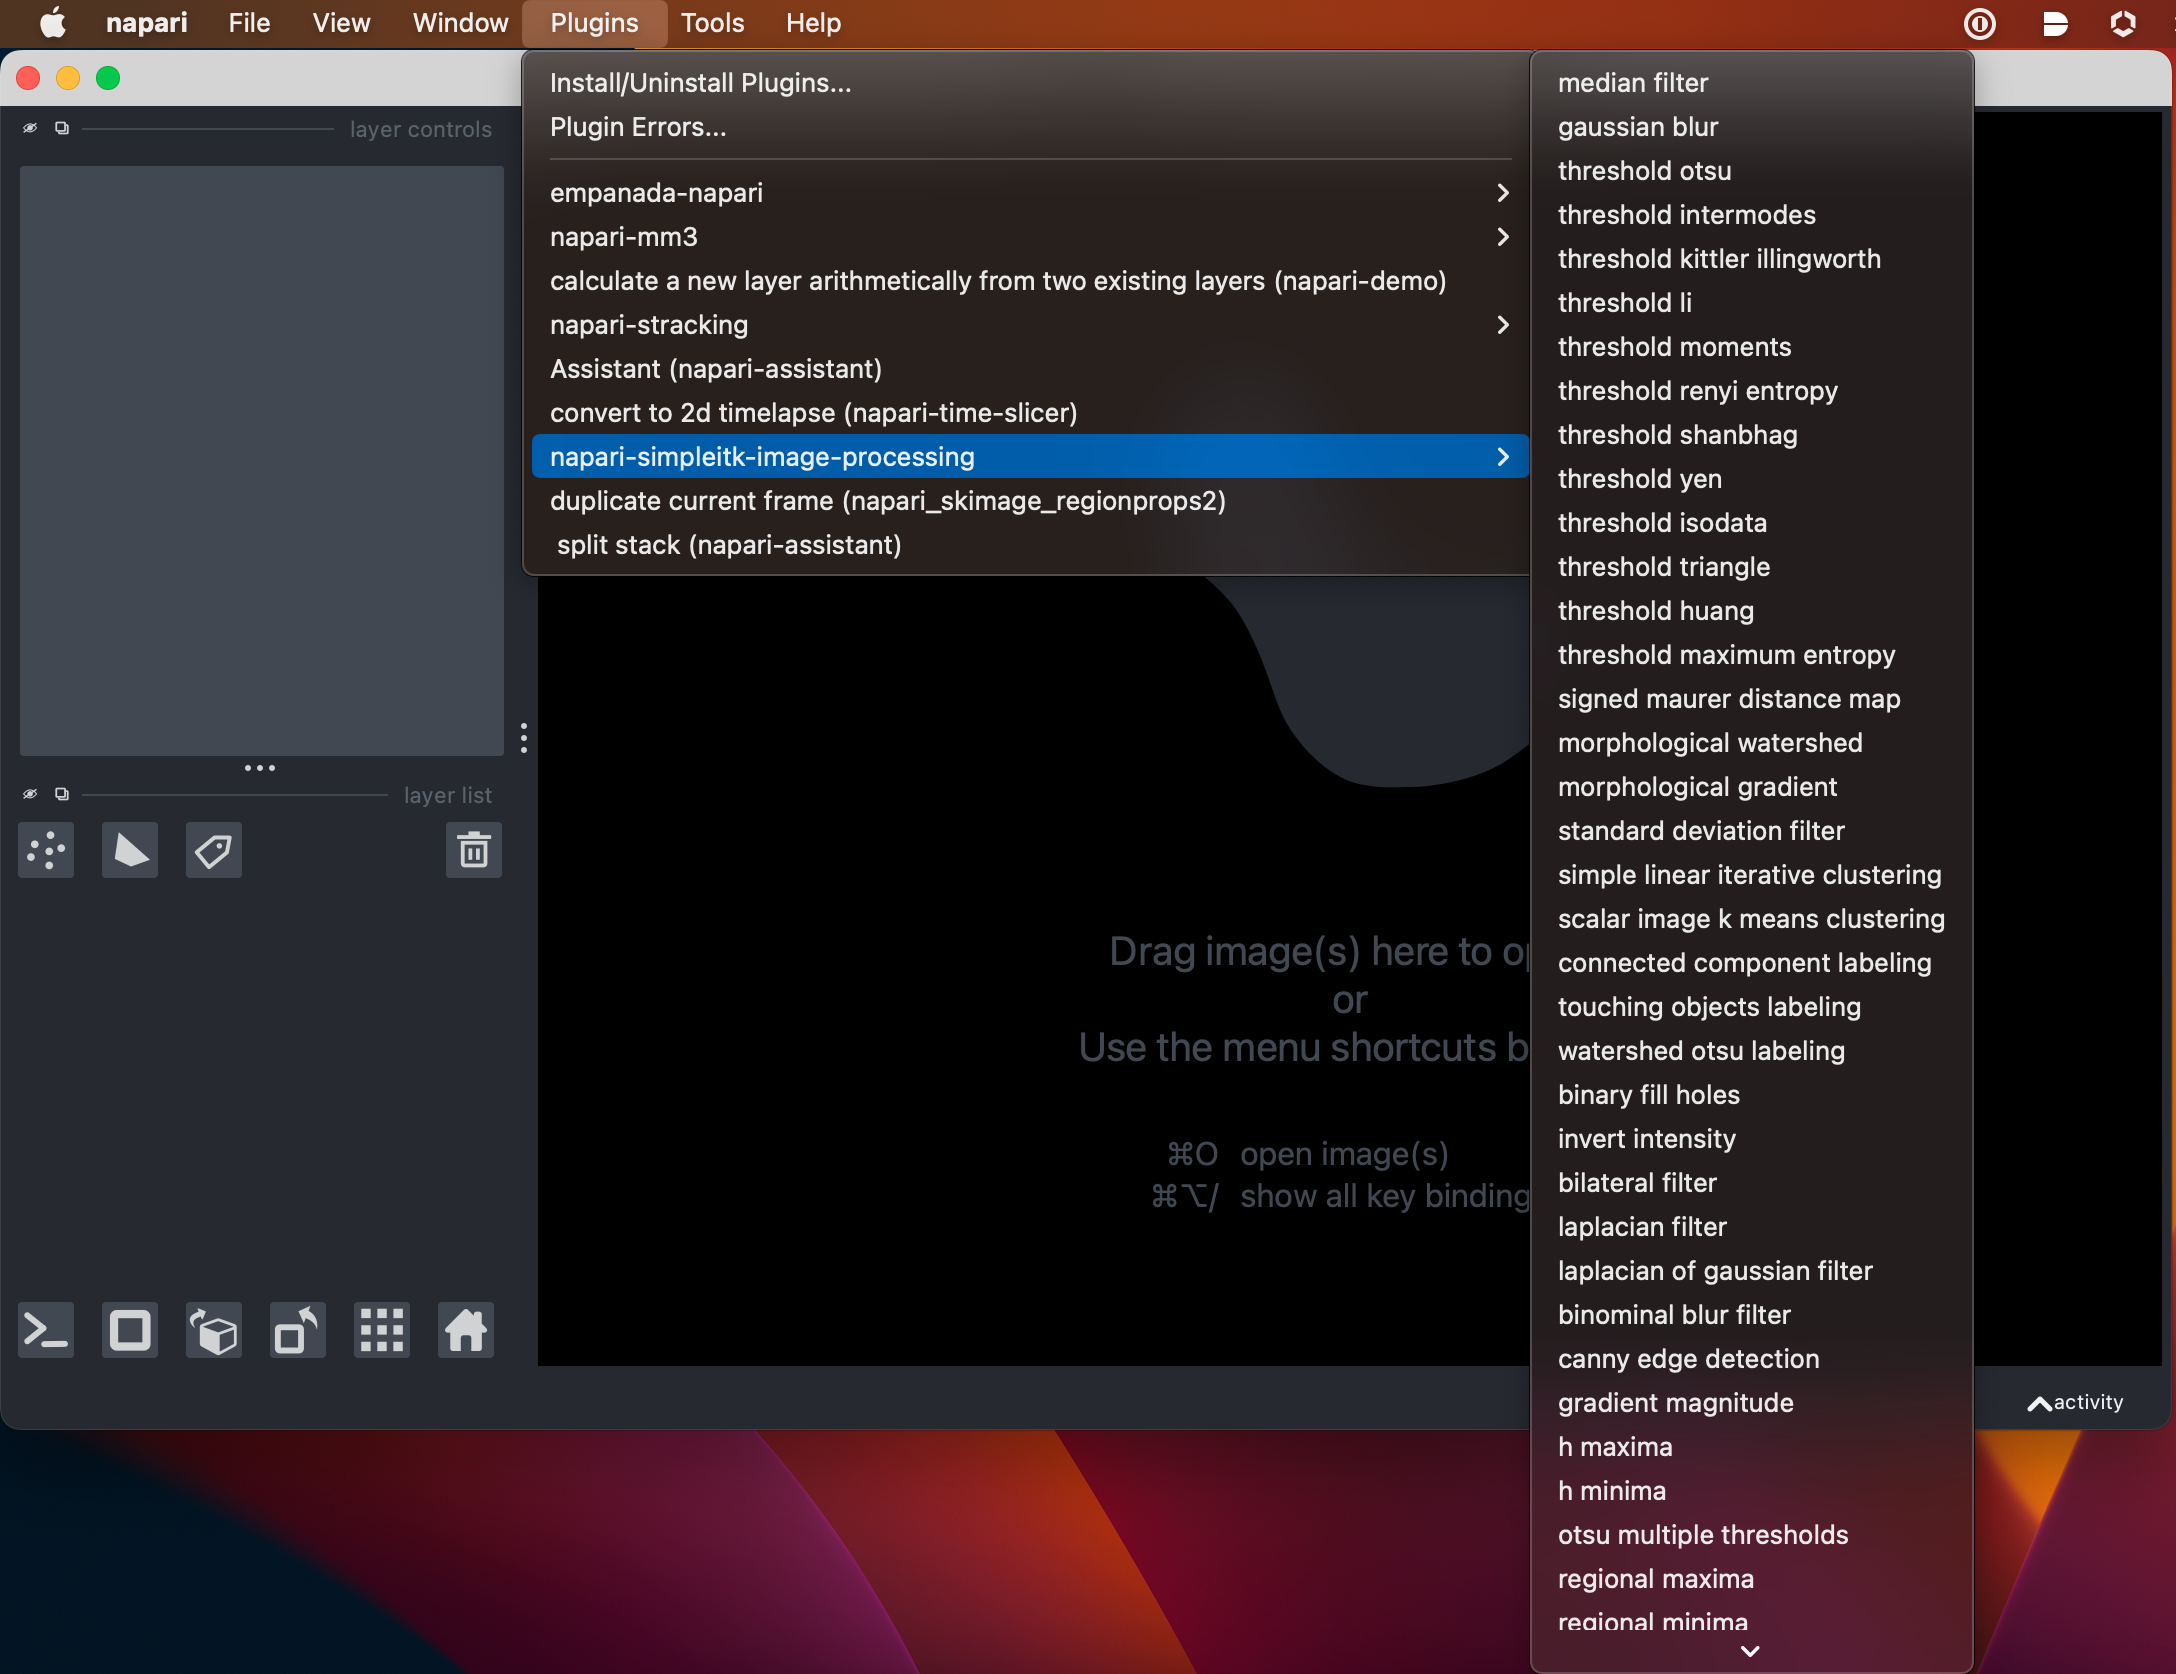 napari File View Window Plugins Tools Help
layer controls
layer list
Install/Uninstall Plugins...
Plugin Errors...
empanada-napari
napari-mm3
calculate a new layer arithmetically from two existing layers (napari-demo)
napari-stracking
Assistant (napari-assistant)
convert to 2d timelapse (napari-time-slicer)
napari-simpleitk-image-processing
duplicate current frame (napari_skimage_regionprops2)
split stack (napari-assistant)
median filter
gaussian blur
threshold otsu
threshold intermodes
threshold kittler illingworth
threshold li
threshold moments
threshold renyi entropy
threshold shanbhag
threshold yen
threshold isodata
threshold triangle
threshold huang
threshold maximum entropy
signed maurer distance map
morphological watershed
morphological gradient
standard deviation filter
simple linear iterative clustering
scalar image k means clustering
connected component labeling
touching objects labeling
watershed otsu labeling
binary fill holes
invert intensity
bilateral filter
laplacian filter
laplacian of gaussian filter
binominal blur filter
canny edge detection
gradient magnitude
h maxima
h minima
otsu multiple thresholds
regional maxima
regional minima
Drag image(s) here to
or
Use the menu shortcuts
⌘O open image(s)
⌘⌥/ show all key binding
activity